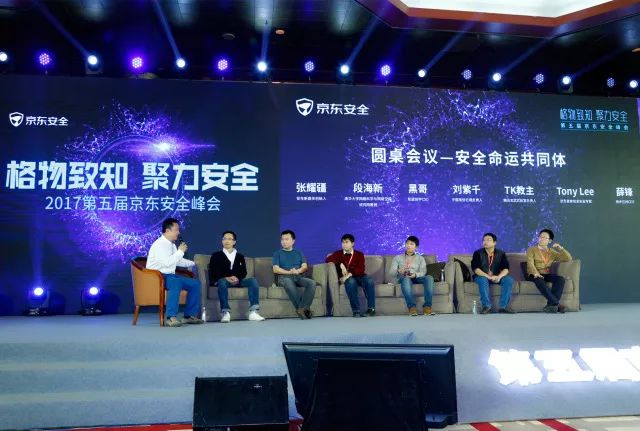 京东安全
格物致知 聚力安全
2017第五届京东安全峰会
京东安全
格物致知 聚力安全
第五届京东安全峰会
圆桌会议—安全命运共同体
张耀疆 段海新 黑哥 刘紫千 TK教主 Tony Lee 薛锋
第五届京